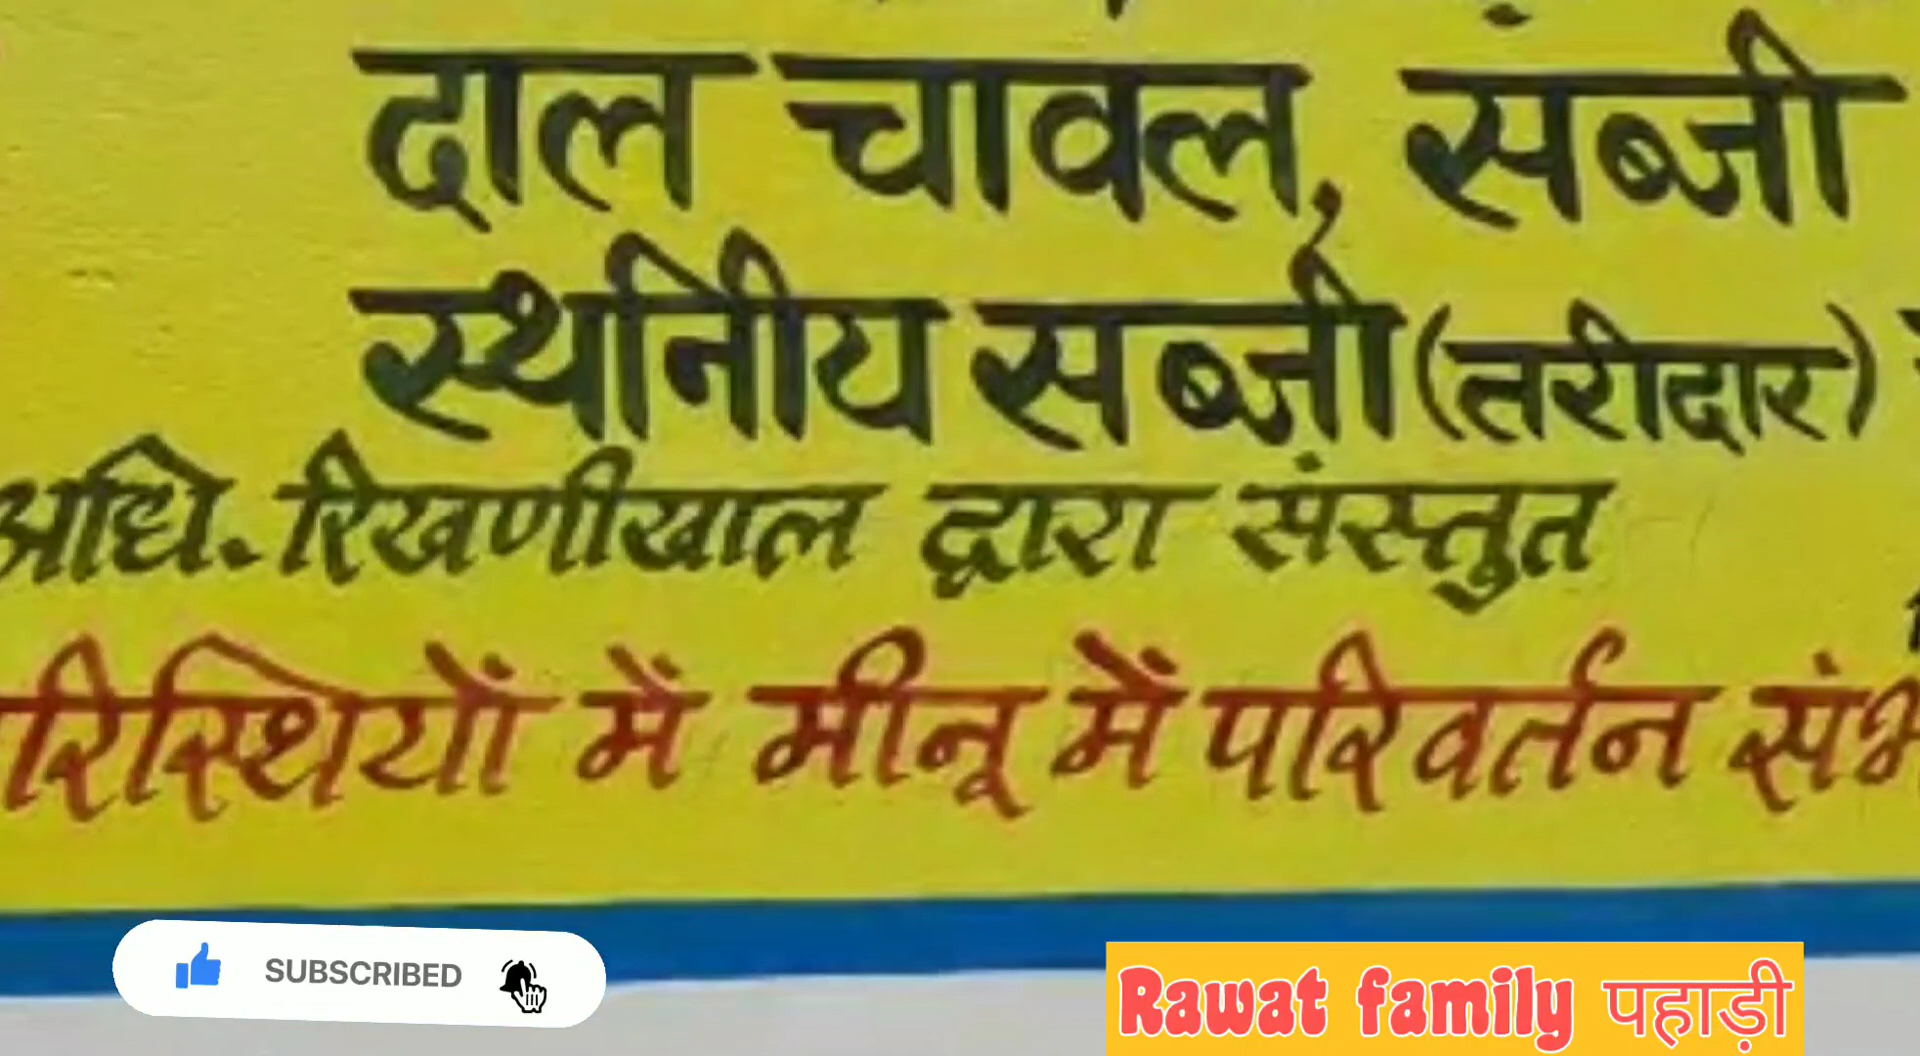 दाल चावल, सब्जी
स्थानीय सब्जी (तरीदार)
अधि. रिखणीखाल द्वारा संस्तुत
रिस्थियों में मीनू में परिवर्तन संभ
SUBSCRIBED
Rawat family पहाड़ी